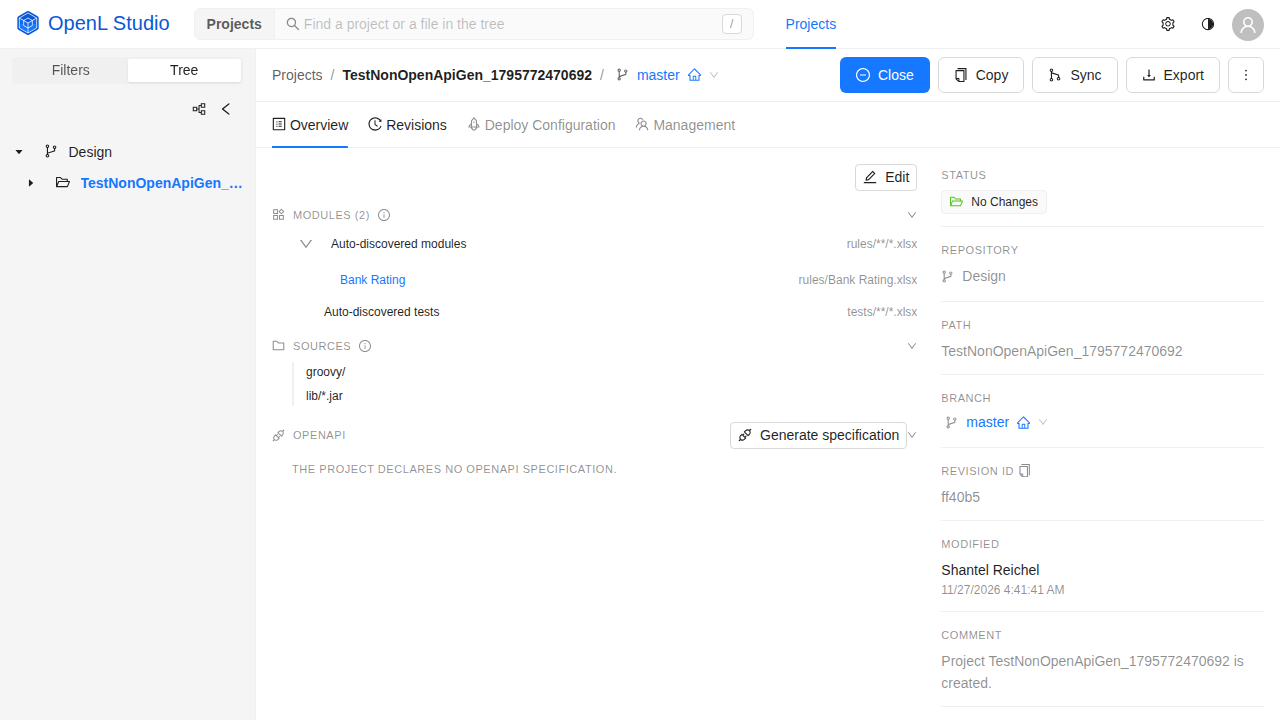 OpenL Studio
Projects
Find a project or a file in the tree
/
Projects
Filters
Tree
Design
TestNonOpenApiGen_…
Projects / TestNonOpenApiGen_1795772470692 / master
Close
Copy
Sync
Export
Overview
Revisions
Deploy Configuration
Management
Edit
MODULES (2)
Auto-discovered modules
rules/**/*.xlsx
Bank Rating
rules/Bank Rating.xlsx
Auto-discovered tests
tests/**/*.xlsx
SOURCES
groovy/
lib/*.jar
OPENAPI
Generate specification
THE PROJECT DECLARES NO OPENAPI SPECIFICATION.
STATUS
No Changes
REPOSITORY
Design
PATH
TestNonOpenApiGen_1795772470692
BRANCH
master
REVISION ID
ff40b5
MODIFIED
Shantel Reichel
11/27/2026 4:41:41 AM
COMMENT
Project TestNonOpenApiGen_1795772470692 is
created.